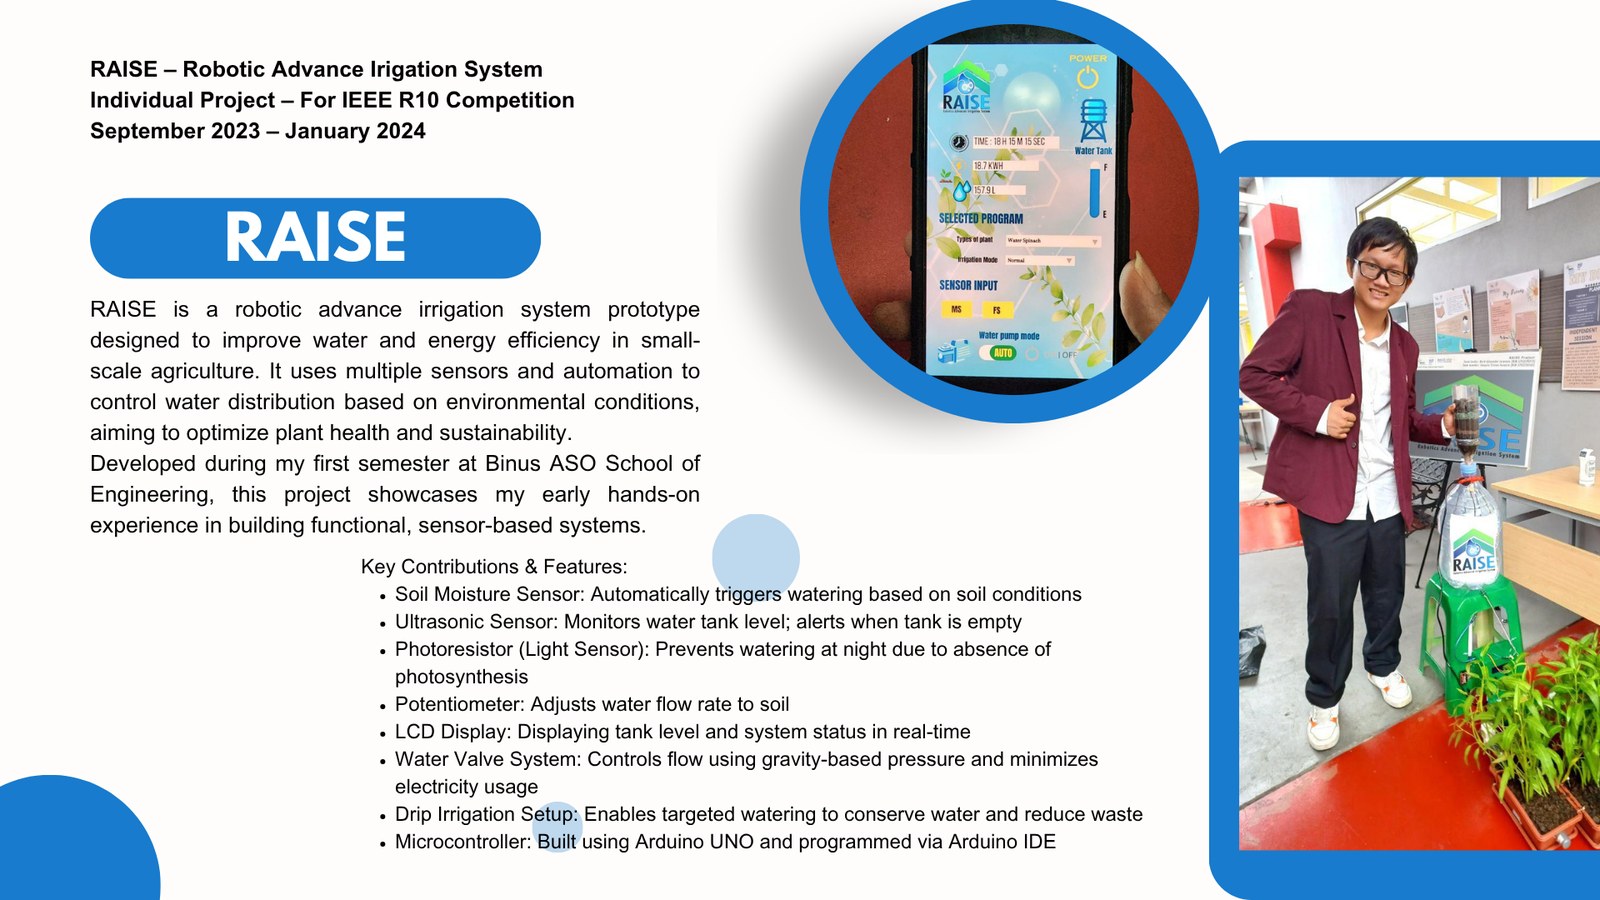 RAISE – Robotic Advance Irigation System
Individual Project – For IEEE R10 Competition
September 2023 – January 2024
RAISE
RAISE is a robotic advance irrigation system prototype
designed to improve water and energy efficiency in small-
scale agriculture. It uses multiple sensors and automation to
control water distribution based on environmental conditions,
aiming to optimize plant health and sustainability.
Developed during my first semester at Binus ASO School of
Engineering, this project showcases my early hands-on
experience in building functional, sensor-based systems.
Key Contributions & Features:
• Soil Moisture Sensor: Automatically triggers watering based on soil conditions
• Ultrasonic Sensor: Monitors water tank level; alerts when tank is empty
• Photoresistor (Light Sensor): Prevents watering at night due to absence of
photosynthesis
• Potentiometer: Adjusts water flow rate to soil
• LCD Display: Displaying tank level and system status in real-time
• Water Valve System: Controls flow using gravity-based pressure and minimizes
electricity usage
• Drip Irrigation Setup: Enables targeted watering to conserve water and reduce waste
• Microcontroller: Built using Arduino UNO and programmed via Arduino IDE
POWER
RAISE
Water Tank
F
E
TIME : 18 H 15 M 15 SEC
18.7 KWH
157.9 L
SELECTED PROGRAM
Types of plant
Water Spinach
Irrigation Mode
Normal
SENSOR INPUT
MS
FS
Water pump mode
AUTO
OFF
Robotics Advanced Irrigation System
RAISE